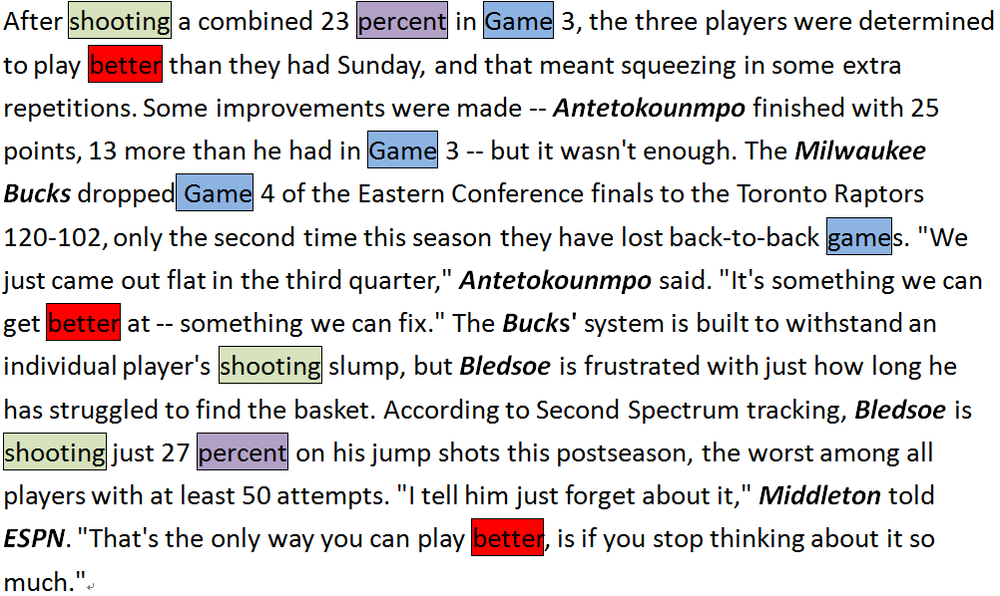 After shooting a combined 23 percent in Game 3, the three players were determined
to play better than they had Sunday, and that meant squeezing in some extra
repetitions. Some improvements were made -- Antetokounmpo finished with 25
points, 13 more than he had in Game 3 -- but it wasn't enough. The Milwaukee
Bucks dropped Game 4 of the Eastern Conference finals to the Toronto Raptors
120-102, only the second time this season they have lost back-to-back games. "We
just came out flat in the third quarter," Antetokounmpo said. "It's something we can
get better at -- something we can fix." The Bucks' system is built to withstand an
individual player's shooting slump, but Bledsoe is frustrated with just how long he
has struggled to find the basket. According to Second Spectrum tracking, Bledsoe is
shooting just 27 percent on his jump shots this postseason, the worst among all
players with at least 50 attempts. "I tell him just forget about it," Middleton told
ESPN. "That's the only way you can play better, is if you stop thinking about it so
much."